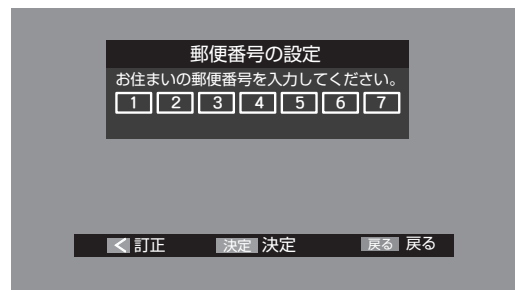 郵便番号の設定
お住まいの郵便番号を入力してください。
1 2 3 4 5 6 7
< 訂正 決定 決定 戻る 戻る